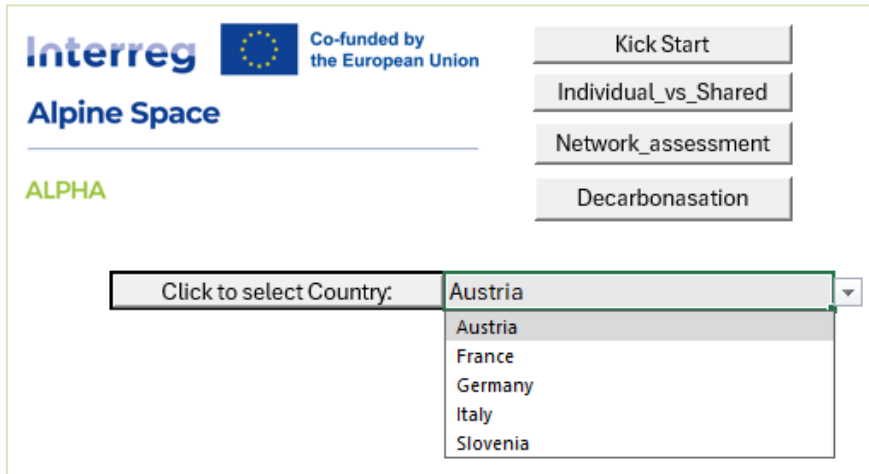 Interreg
Co-funded by
the European Union
Alpine Space
ALPHA
Kick Start
Individual_vs_Shared
Network_assessment
Decarbonasation
Click to select Country:
Austria
Austria
France
Germany
Italy
Slovenia